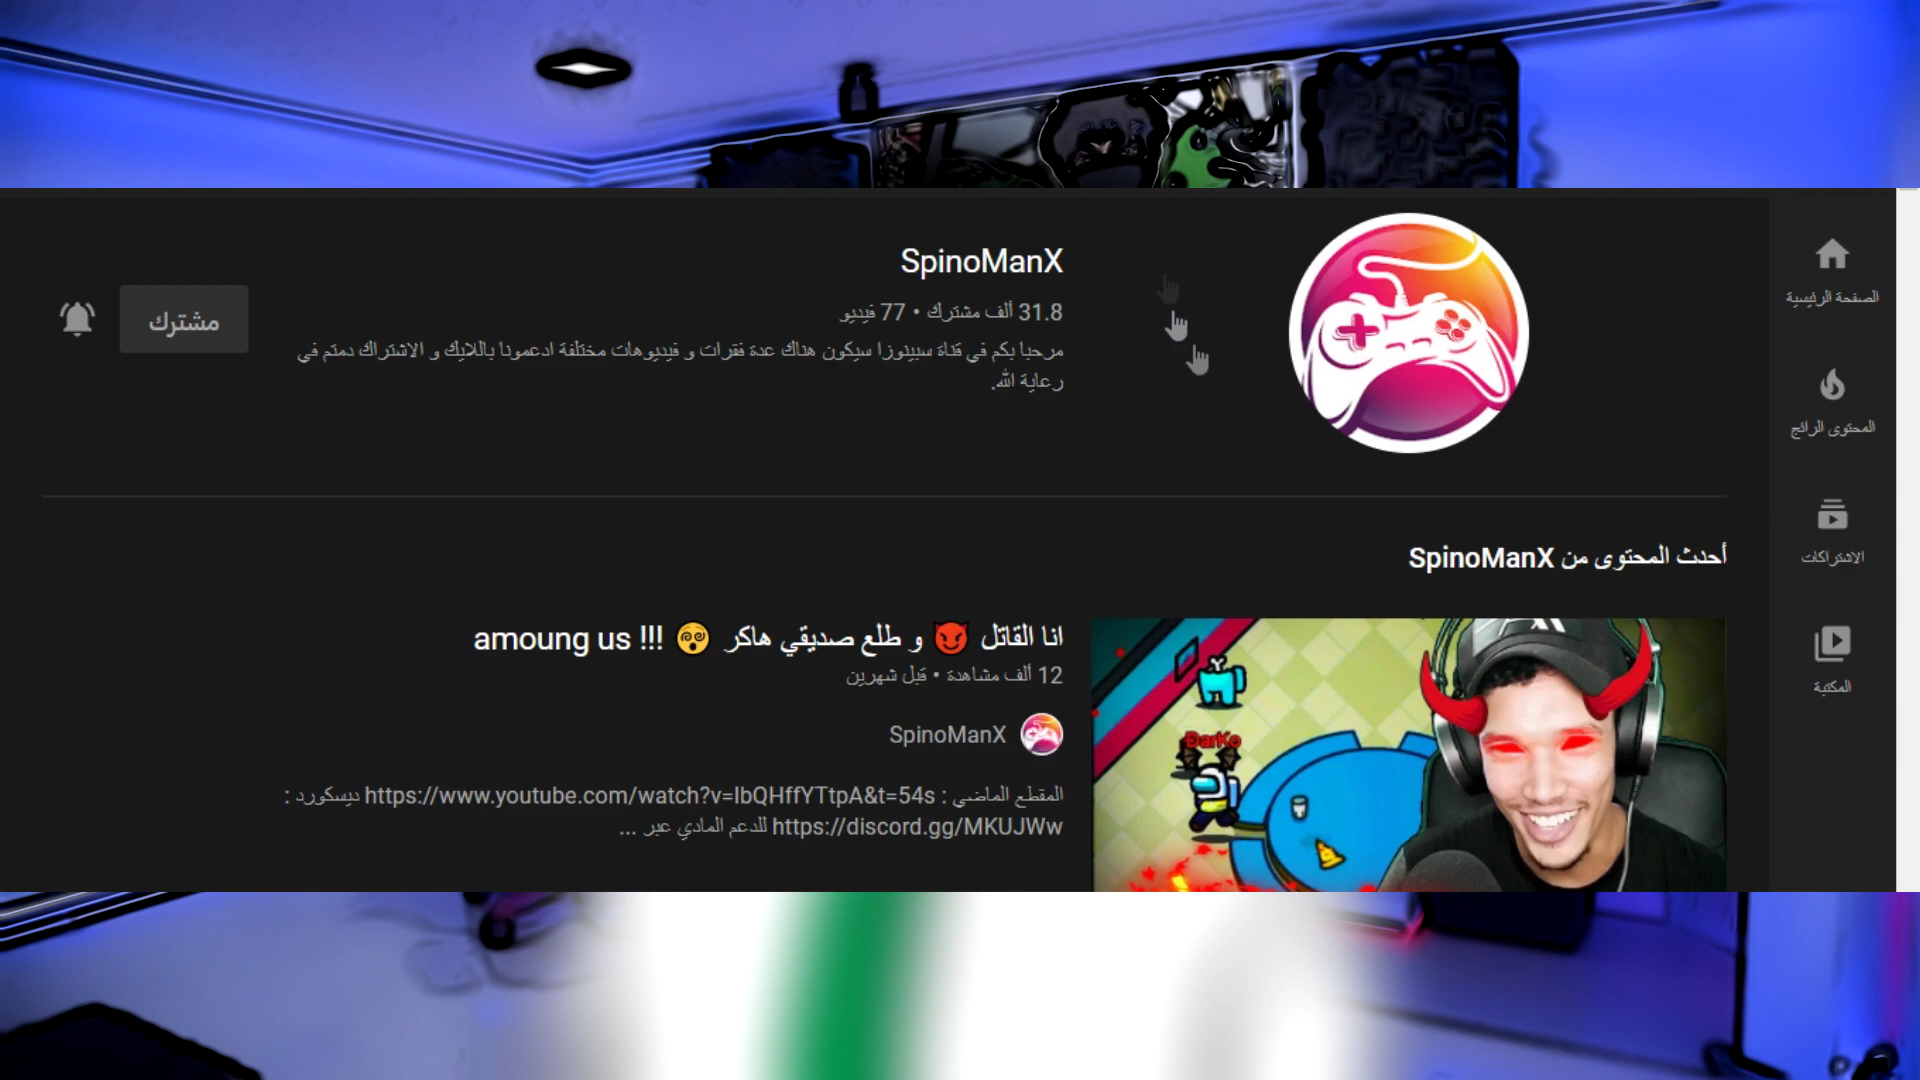 SpinoManX
31.8 ألف مشترك • 77 فيديو
مرحبا بكم في قناة سبينوزا سيكون هناك عدة فقرات و فيديوهات مختلفة ادعمونا باللايك و الاشتراك دمتم في
رعاية الله.
مشترك
الصفحة الرئيسية
المحتوى الرائج
الاشتراكات
المكتبة
أحدث المحتوى من SpinoManX
انا القاتل 😈 و طلع صديقي هاكر 😵‍💫 !!! amoung us
12 ألف مشاهدة • قبل شهرين
SpinoManX
المقطع الماضي : https://www.youtube.com/watch?v=IbQHffYTtpA&t=54s ديسكورد :
https://discord.gg/MKUJWw للدعم المادي عبر ...
ĐarKo